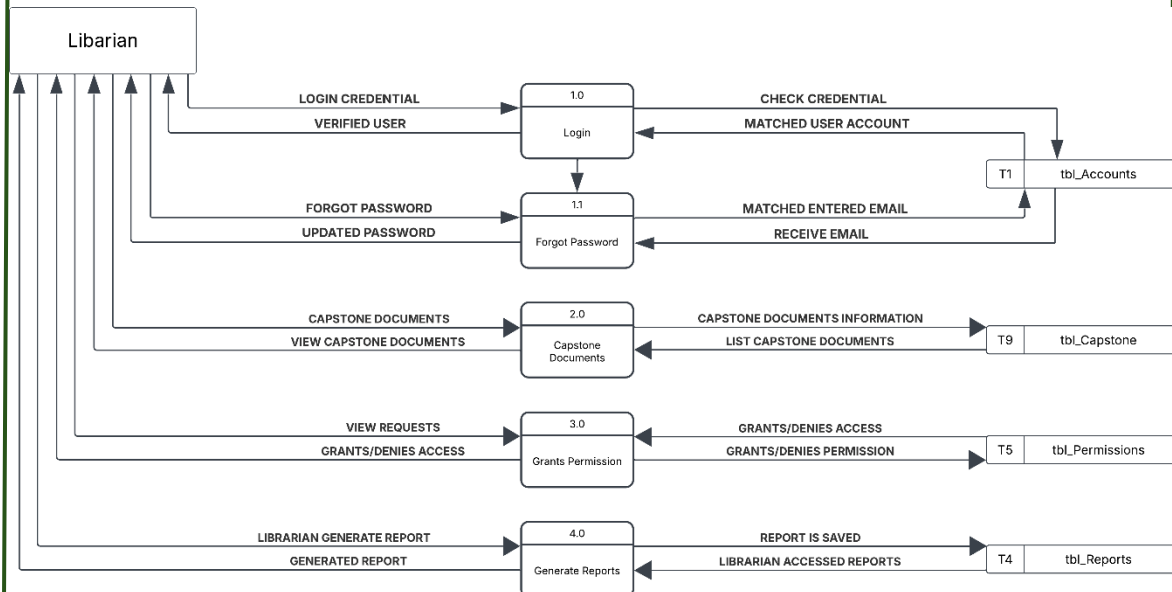 Libarian
LOGIN CREDENTIAL
VERIFIED USER
1.0
Login
CHECK CREDENTIAL
MATCHED USER ACCOUNT
T1
tbl_Accounts
FORGOT PASSWORD
UPDATED PASSWORD
1.1
Forgot Password
MATCHED ENTERED EMAIL
RECEIVE EMAIL
CAPSTONE DOCUMENTS
VIEW CAPSTONE DOCUMENTS
2.0
Capstone
Documents
CAPSTONE DOCUMENTS INFORMATION
LIST CAPSTONE DOCUMENTS
T9
tbl_Capstone
VIEW REQUESTS
GRANTS/DENIES ACCESS
3.0
Grants Permission
GRANTS/DENIES ACCESS
GRANTS/DENIES PERMISSION
T5
tbl_Permissions
LIBRARIAN GENERATE REPORT
GENERATED REPORT
4.0
Generate Reports
REPORT IS SAVED
LIBRARIAN ACCESSED REPORTS
T4
tbl_Reports